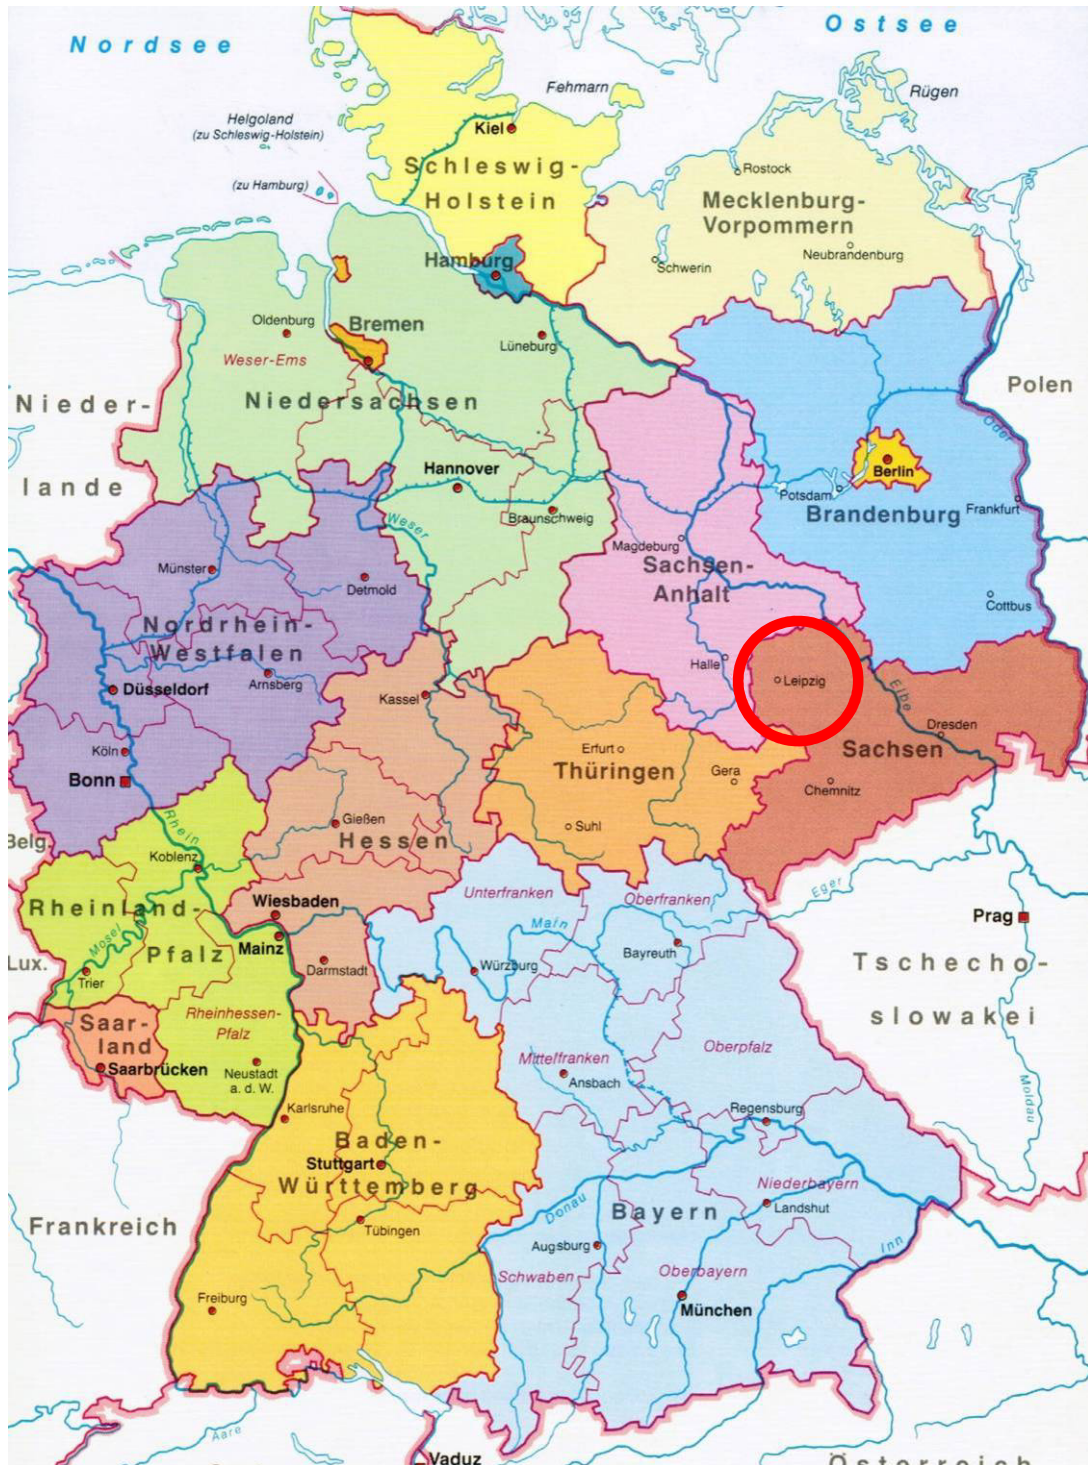 Nordsee
Ostsee
Helgoland
(zu Schleswig-Holstein)
(zu Hamburg)
Fehmarn
Rügen
Kiel
Schleswig-
Holstein
Rostock
Mecklenburg-
Vorpommern
Schwerin
Neubrandenburg
Hamburg
Oldenburg
Bremen
Lüneburg
Weser-Ems
Niedersachsen
Nieder-
lande
Polen
Oder
Hannover
Braunschweig
Weser
Berlin
Potsdam
Brandenburg
Frankfurt
Cottbus
Magdeburg
Sachsen-
Anhalt
Halle
Münster
Detmold
Nordrhein-
Westfalen
Düsseldorf
Arnsberg
Köln
Bonn
Kassel
Leipzig
Elbe
Dresden
Sachsen
Chemnitz
Erfurt
Thüringen
Gera
Suhl
Gießen
Hessen
Belg.
Rhein
Koblenz
Rheinland-
Pfalz
Mosel
Lux.
Trier
Wiesbaden
Mainz
Darmstadt
Rheinhessen-
Pfalz
Saar-
land
Saarbrücken
Neustadt
a. d. W.
Unterfranken
Oberfranken
Main
Würzburg
Bayreuth
Eger
Prag
Tschecho-
slowakei
Moldau
Mittelfranken
Ansbach
Oberpfalz
Regensburg
Karlsruhe
Baden-
Württemberg
Stuttgart
Tübingen
Freiburg
Frankreich
Donau
Bayern
Niederbayern
Landshut
Inn
Augsburg
Schwaben
Oberbayern
München
Aare
Vaduz
Österreich